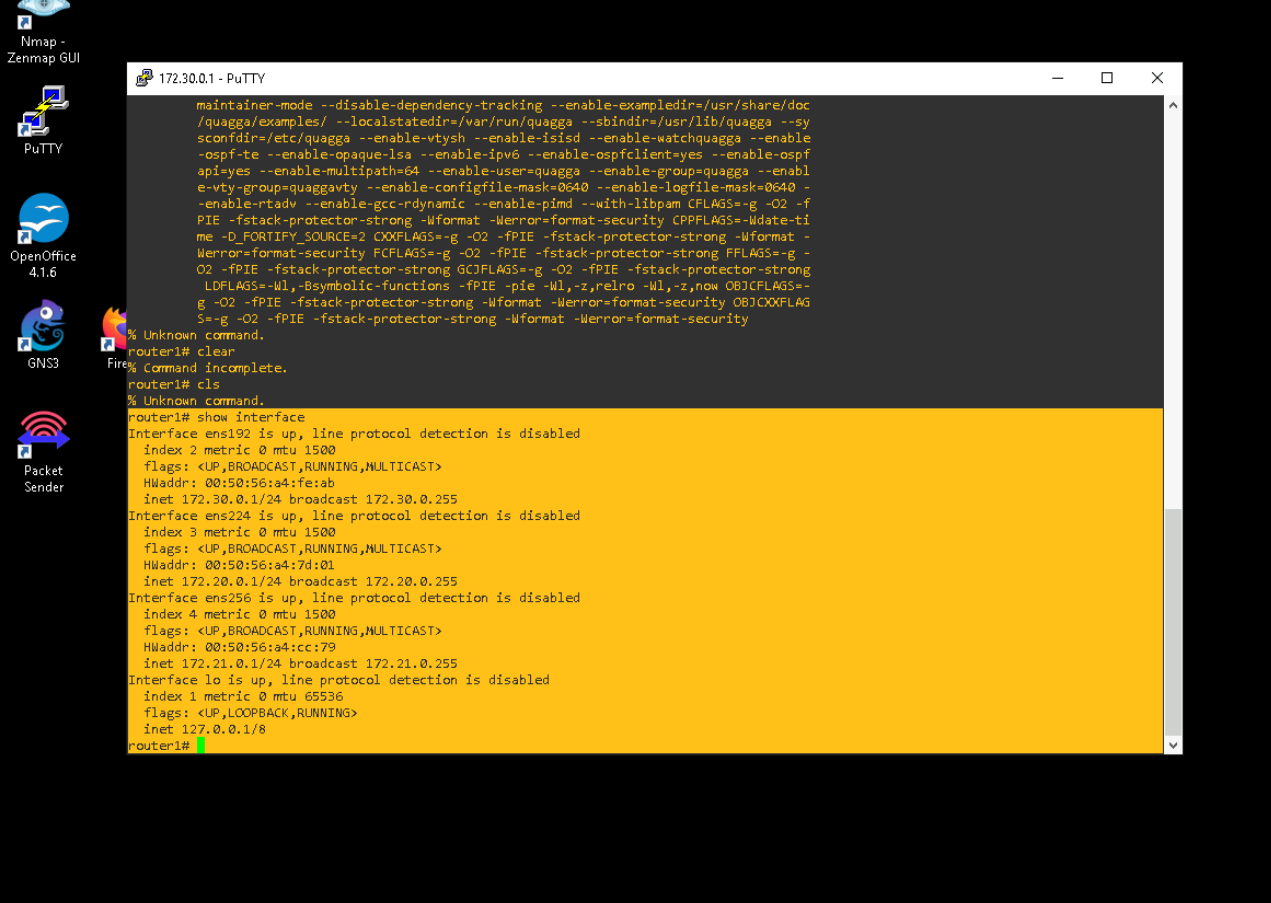 Nmap -
Zenmap GUI
PuTTY
OpenOffice
4.1.6
GNS3
Fire
Packet
Sender
172.30.0.1 - PuTTY
maintainer-mode --disable-dependency-tracking --enable-exampledir=/usr/share/doc
/quagga/examples/ --localstatedir=/var/run/quagga --sbindir=/usr/lib/quagga --sy
sconfdir=/etc/quagga --enable-vtysh --enable-isisd --enable-watchquagga --enable
-ospf-te --enable-opaque-lsa --enable-ipv6 --enable-ospfclient=yes --enable-ospf
api=yes --enable-multipath=64 --enable-user=quagga --enable-group=quagga --enabl
e-vty-group=quaggavty --enable-configfile-mask=0640 --enable-logfile-mask=0640 -
-enable-rtadv --enable-gcc-rdynamic --enable-pimd --with-libpam CFLAGS=-g -O2 -f
PIE -fstack-protector-strong -Wformat -Werror=format-security CPPFLAGS=-Wdate-ti
me -D_FORTIFY_SOURCE=2 CXXFLAGS=-g -O2 -fPIE -fstack-protector-strong -Wformat -
Werror=format-security FCFLAGS=-g -O2 -fPIE -fstack-protector-strong FFLAGS=-g -
O2 -fPIE -fstack-protector-strong GCJFLAGS=-g -O2 -fPIE -fstack-protector-strong
LDFLAGS=-Wl,-Bsymbolic-functions -fPIE -pie -Wl,-z,relro -Wl,-z,now OBJCFLAGS=-
g -O2 -fPIE -fstack-protector-strong -Wformat -Werror=format-security OBJCXXFLAG
S=-g -O2 -fPIE -fstack-protector-strong -Wformat -Werror=format-security
% Unknown command.
router1# clear
% Command incomplete.
router1# cls
% Unknown command.
router1# show interface
Interface ens192 is up, line protocol detection is disabled
index 2 metric 0 mtu 1500
flags: <UP,BROADCAST,RUNNING,MULTICAST>
HWaddr: 00:50:56:a4:fe:ab
inet 172.30.0.1/24 broadcast 172.30.0.255
Interface ens224 is up, line protocol detection is disabled
index 3 metric 0 mtu 1500
flags: <UP,BROADCAST,RUNNING,MULTICAST>
HWaddr: 00:50:56:a4:7d:01
inet 172.20.0.1/24 broadcast 172.20.0.255
Interface ens256 is up, line protocol detection is disabled
index 4 metric 0 mtu 1500
flags: <UP,BROADCAST,RUNNING,MULTICAST>
HWaddr: 00:50:56:a4:cc:79
inet 172.21.0.1/24 broadcast 172.21.0.255
Interface lo is up, line protocol detection is disabled
index 1 metric 0 mtu 65536
flags: <UP,LOOPBACK,RUNNING>
inet 127.0.0.1/8
router1#